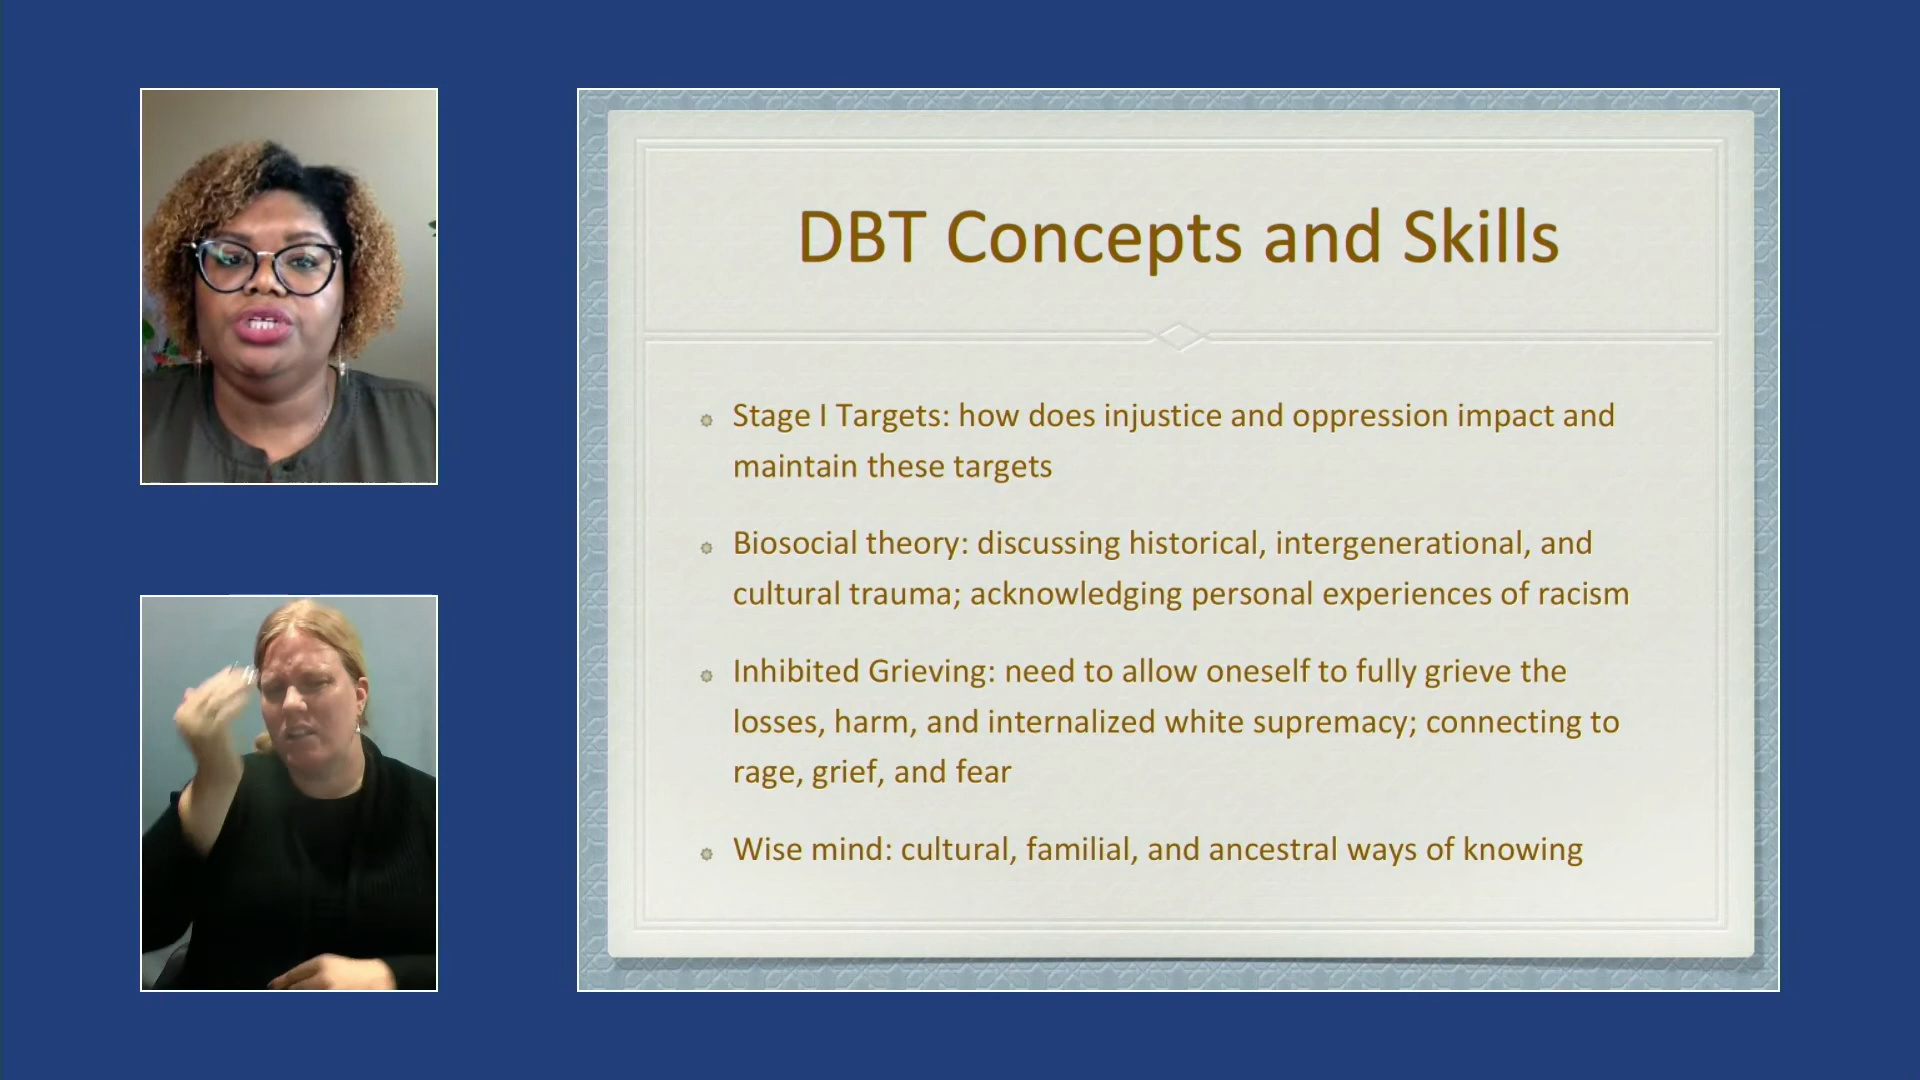 DBT Concepts and Skills
Stage I Targets: how does injustice and oppression impact and
maintain these targets
Biosocial theory: discussing historical, intergenerational, and
cultural trauma; acknowledging personal experiences of racism
Inhibited Grieving: need to allow oneself to fully grieve the
losses, harm, and internalized white supremacy; connecting to
rage, grief, and fear
Wise mind: cultural, familial, and ancestral ways of knowing